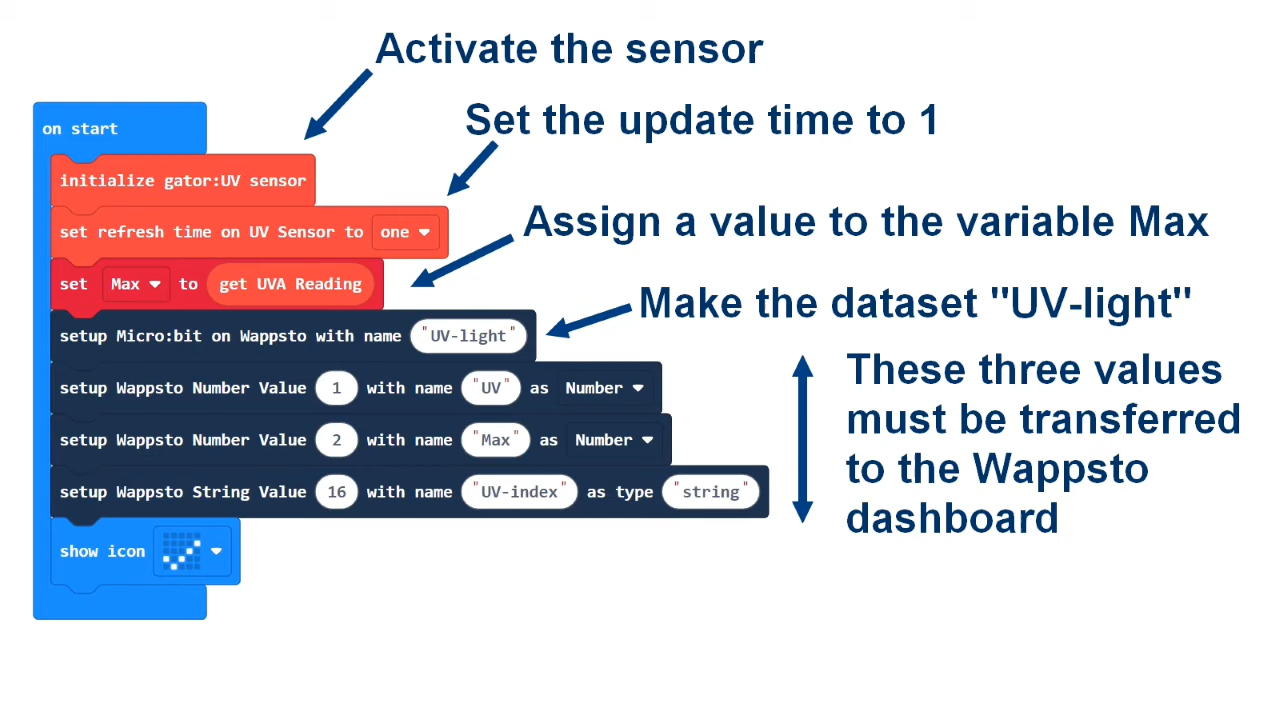 Activate the sensor
Set the update time to 1
on start
initialize gator:UV sensor
set refresh time on UV Sensor to one
Assign a value to the variable Max
set Max to get UVA Reading
Make the dataset "UV-light"
setup Micro:bit on Wappsto with name "UV-light"
setup Wappsto Number Value 1 with name "UV" as Number
setup Wappsto Number Value 2 with name "Max" as Number
setup Wappsto String Value 16 with name "UV-index" as type "string"
show icon
These three values
must be transferred
to the Wappsto
dashboard